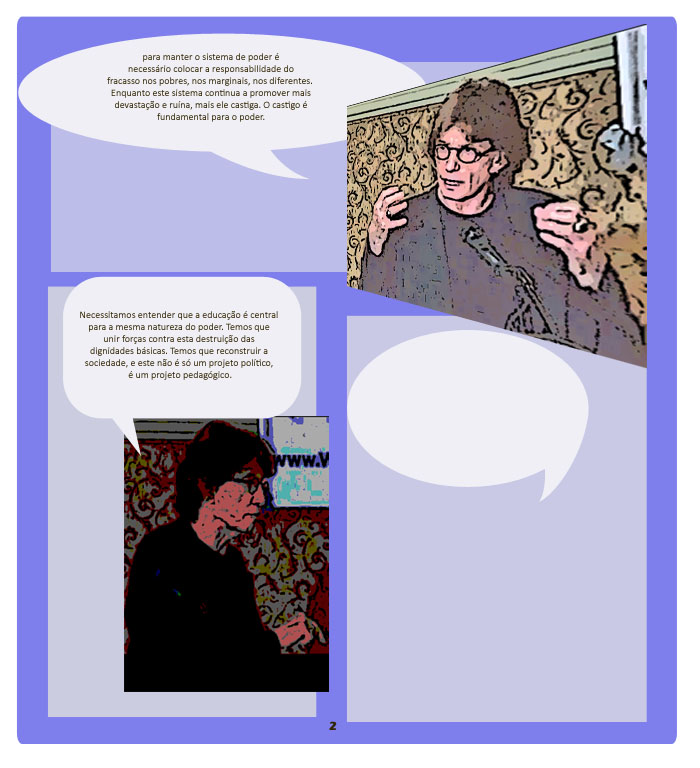 para manter o sistema de poder é
necessário colocar a responsabilidade do
fracasso nos pobres, nos marginais, nos diferentes.
Enquanto este sistema continua a promover mais
devastação e ruína, mais ele castiga. O castigo é
fundamental para o poder.
Necessitamos entender que a educação é central
para a mesma natureza do poder. Temos que
unir forças contra esta destruição das
dignidades básicas. Temos que reconstruir a
sociedade, e este não é só um projeto político,
é um projeto pedagógico.
www.
2